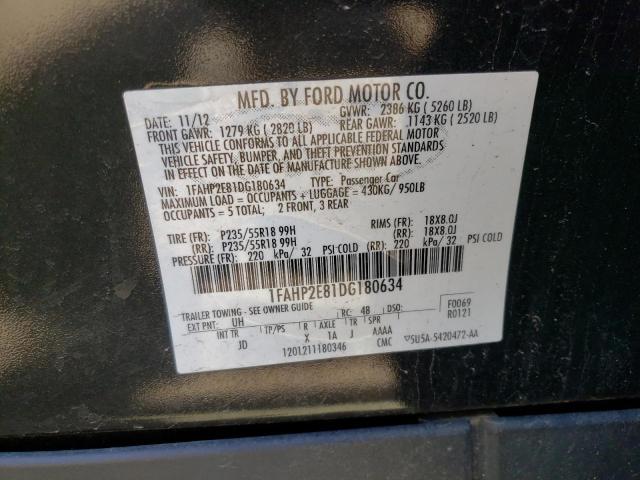 MFD. BY FORD MOTOR CO.
DATE: 11/12 GVWR: 2386 KG ( 5260 LB)
FRONT GAWR: 1279 KG ( 2820 LB) REAR GAWR: 1143 KG ( 2520 LB)
THIS VEHICLE CONFORMS TO ALL APPLICABLE FEDERAL MOTOR
VEHICLE SAFETY, BUMPER, AND THEFT PREVENTION STANDARDS
IN EFFECT ON THE DATE OF MANUFACTURE SHOWN ABOVE.
VIN: 1FAHP2E81DG180634 TYPE: Passenger Car
MAXIMUM LOAD = OCCUPANTS + LUGGAGE = 430KG/ 950LB
OCCUPANTS = 5 TOTAL; 2 FRONT, 3 REAR
TIRE (FR): P235/55R18 99H RIMS (FR): 18X8.0J
(RR): P235/55R18 99H (RR): 18X8.0J
PRESSURE (FR): 220 kPa/ 32 PSI COLD (RR): 220 kPa/ 32 PSI COLD
1FAHP2E81DG180634
TRAILER TOWING - SEE OWNER GUIDE RC: 48 DSO: F0069
EXT PNT: UH R0121
INT TR TP/PS R AXLE TR SPR
JD X 1A J AAAA
1201211180346 CMC ▽5U5A-5420472-AA